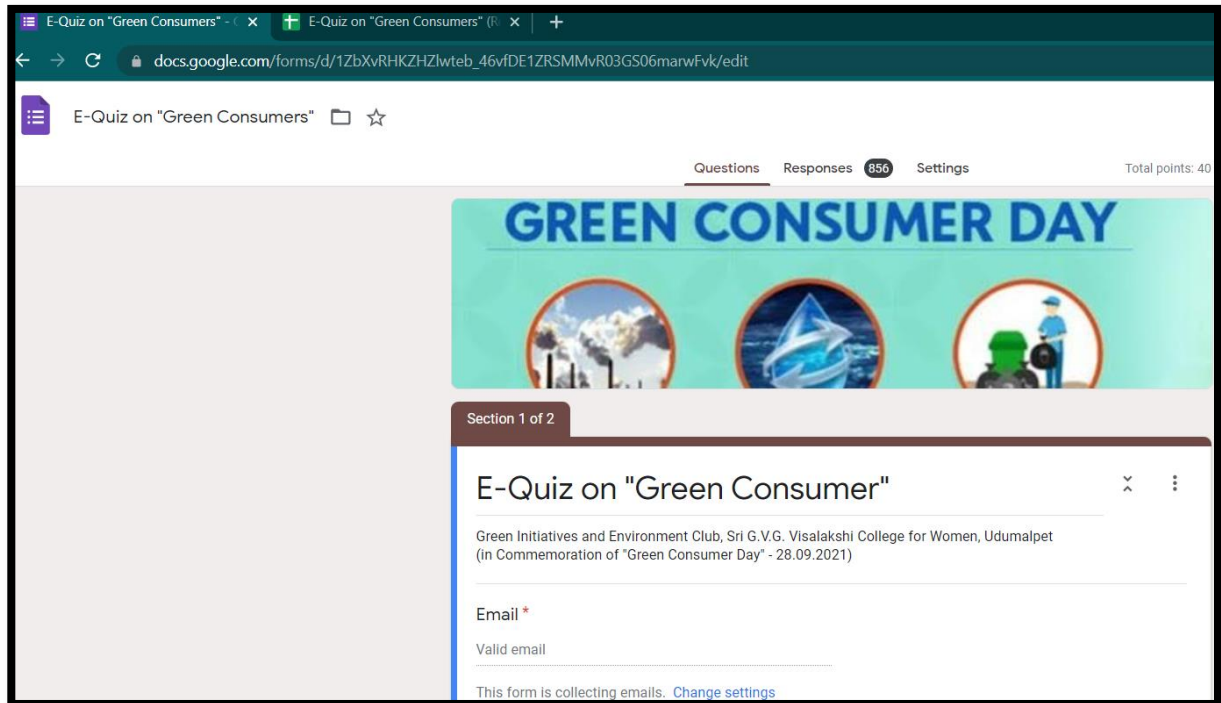 E-Quiz on "Green Consumers" -
E-Quiz on "Green Consumers" (R
docs.google.com/forms/d/1ZbXvRHKZHZlwteb_46vfDE1ZRSMMvR03GS06marwFvk/edit
E-Quiz on "Green Consumers"
Questions Responses 856 Settings Total points: 40
GREEN CONSUMER DAY
Section 1 of 2
E-Quiz on "Green Consumer"
Green Initiatives and Environment Club, Sri G.V.G. Visalakshi College for Women, Udumalpet
(in Commemoration of "Green Consumer Day" - 28.09.2021)
Email *
Valid email
This form is collecting emails. Change settings